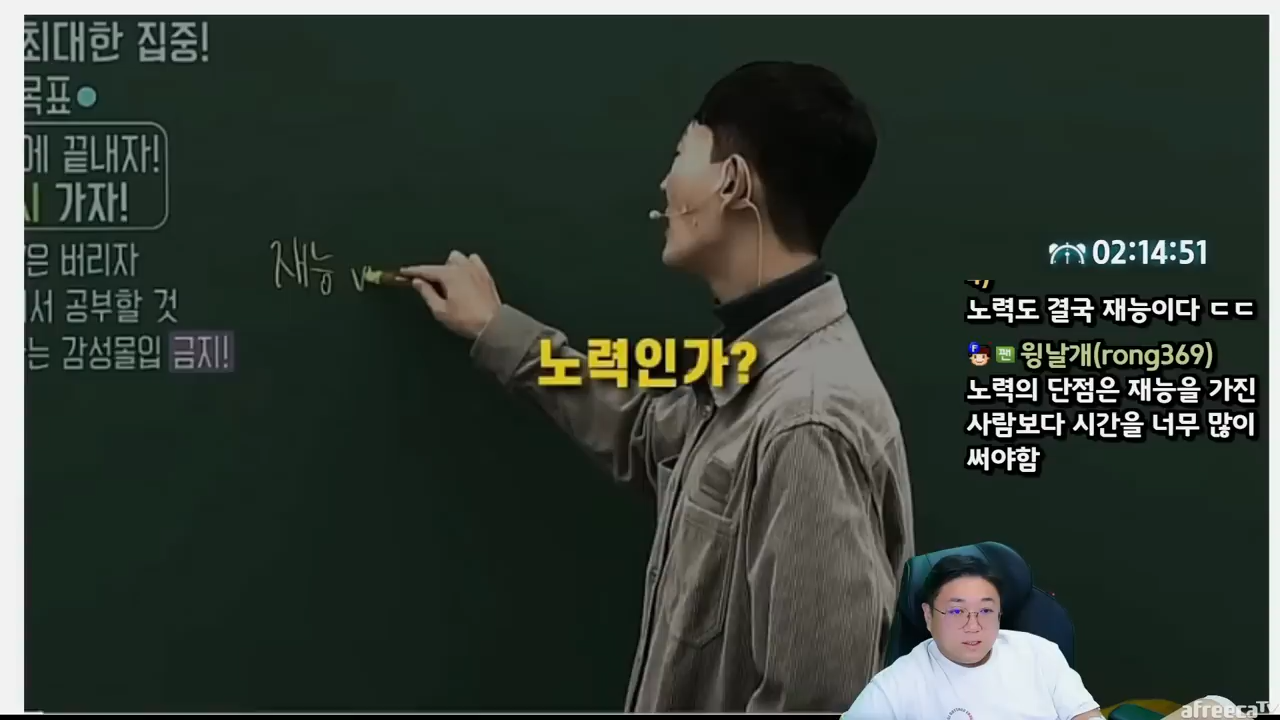 최대한 집중!
목표
에 끝내자!
가자!
은 버리자
서 공부할 것
는 감성몰입 금지!
재능 v
노력인가?
02:14:51
노력도 결국 재능이다 ㄷㄷ
F 팬 윙날개(rong369)
노력의 단점은 재능을 가진
사람보다 시간을 너무 많이
써야함
afreecaTV